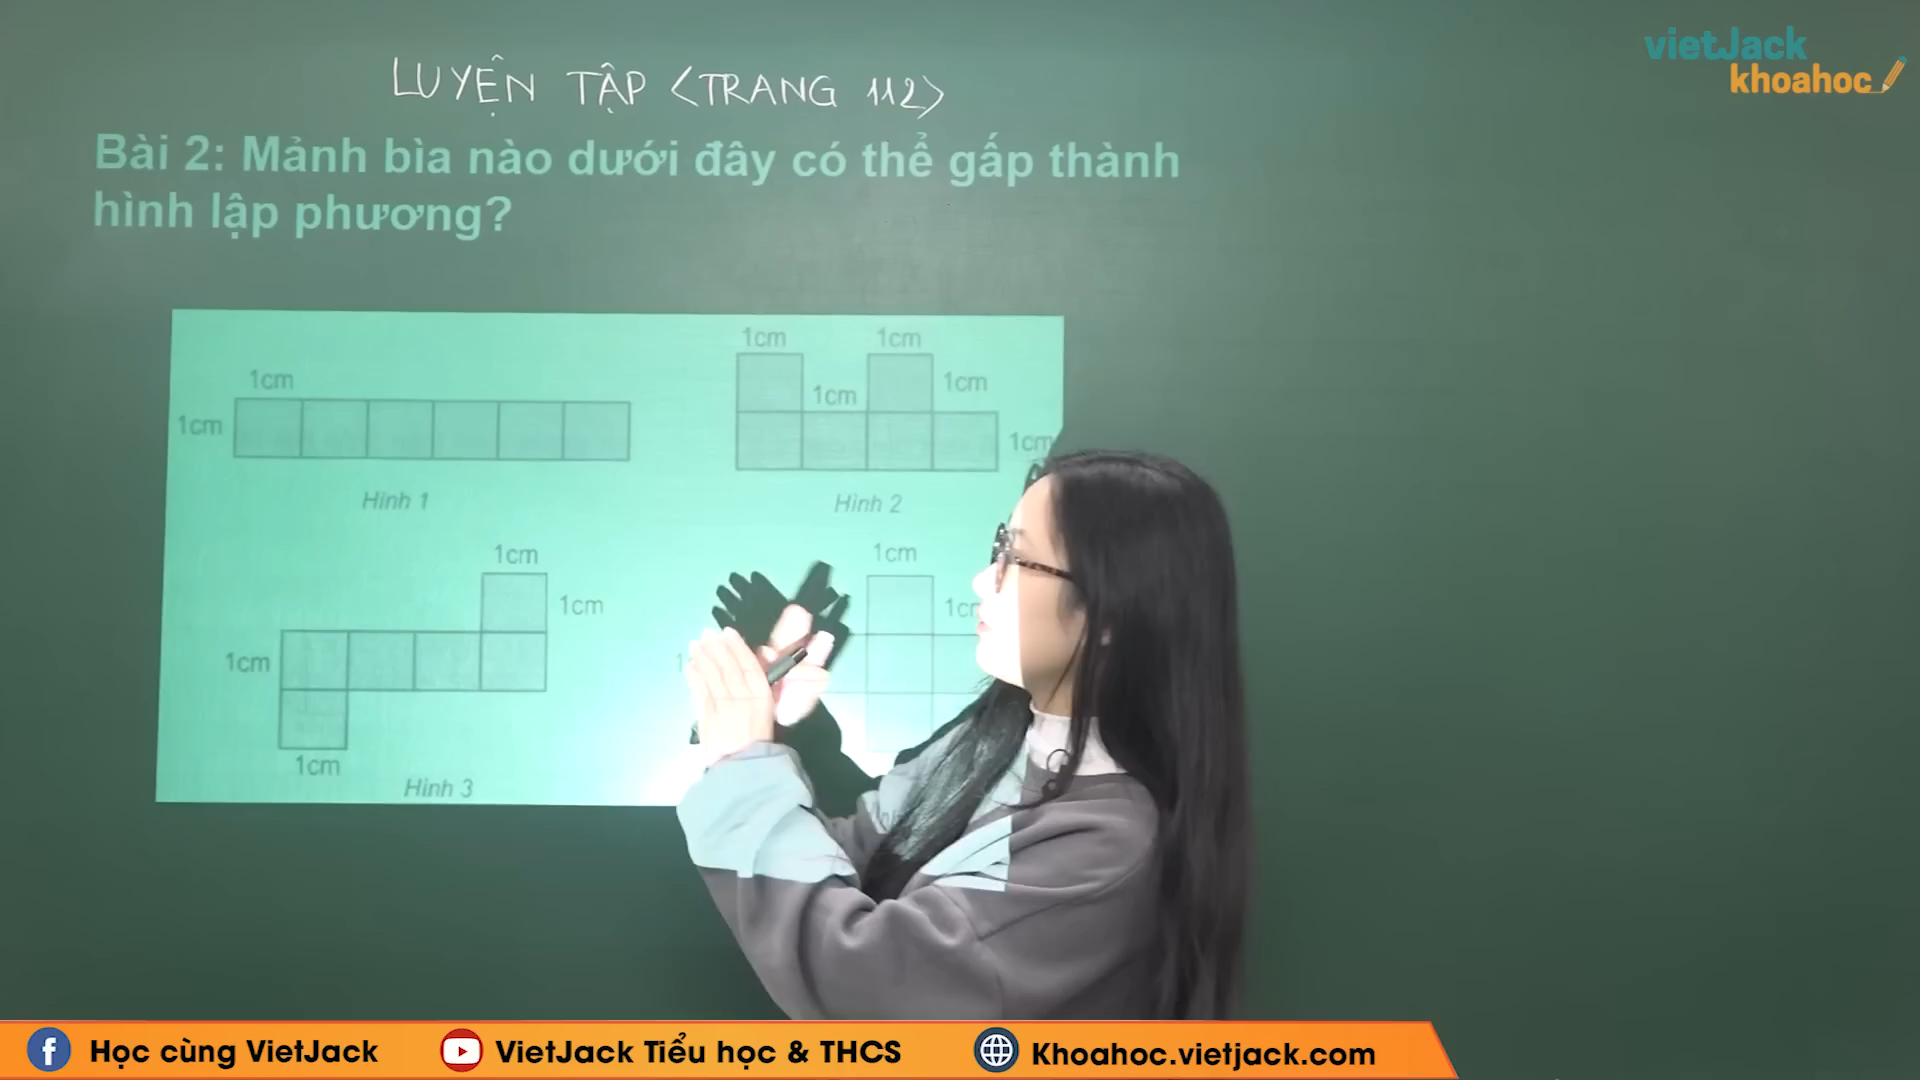 vietJack
khoahoc
LUYỆN TẬP <TRANG 112>
Bài 2: Mảnh bìa nào dưới đây có thể gấp thành
hình lập phương?
1cm
1cm
Hình 1
1cm
1cm
1cm
1cm
1cm
Hình 2
1cm
1cm
1cm
1cm
Hình 3
1cm
Học cùng VietJack
VietJack Tiểu học & THCS
Khoahoc.vietjack.com